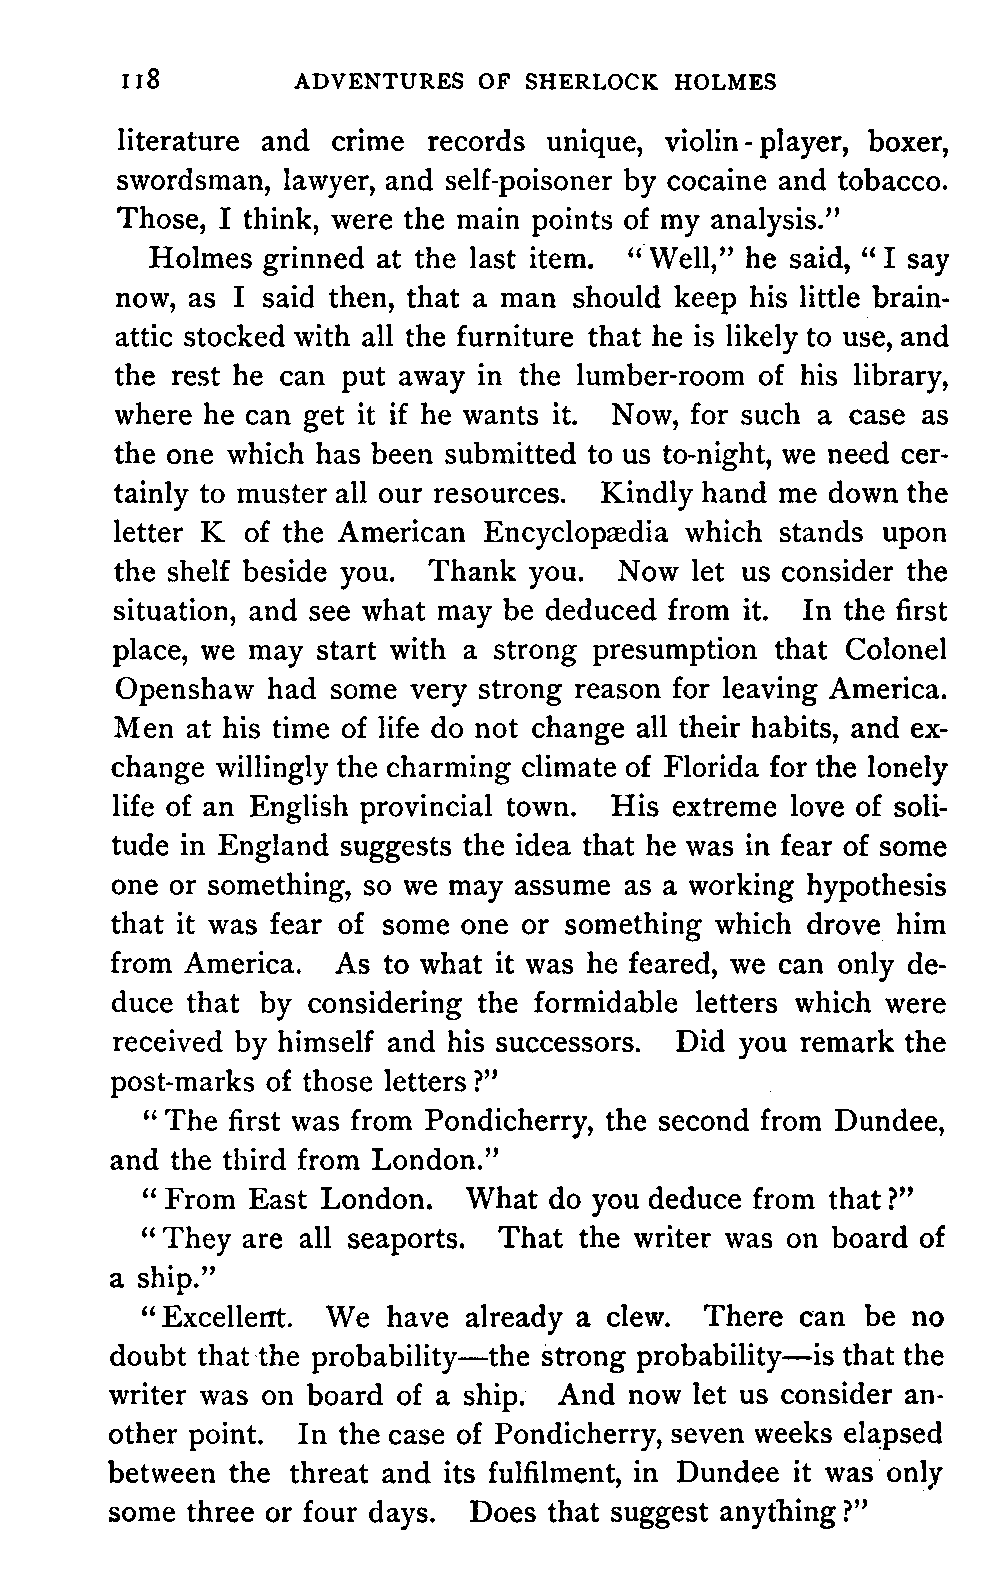 118 ADVENTURES OF SHERLOCK HOLMES
literature and crime records unique, violin-player, boxer,
swordsman, lawyer, and self-poisoner by cocaine and tobacco.
Those, I think, were the main points of my analysis."
Holmes grinned at the last item. "Well," he said, "I say
now, as I said then, that a man should keep his little brain-
attic stocked with all the furniture that he is likely to use, and
the rest he can put away in the lumber-room of his library,
where he can get it if he wants it. Now, for such a case as
the one which has been submitted to us to-night, we need cer-
tainly to muster all our resources. Kindly hand me down the
letter K of the American Encyclopædia which stands upon
the shelf beside you. Thank you. Now let us consider the
situation, and see what may be deduced from it. In the first
place, we may start with a strong presumption that Colonel
Openshaw had some very strong reason for leaving America.
Men at his time of life do not change all their habits, and ex-
change willingly the charming climate of Florida for the lonely
life of an English provincial town. His extreme love of soli-
tude in England suggests the idea that he was in fear of some
one or something, so we may assume as a working hypothesis
that it was fear of some one or something which drove him
from America. As to what it was he feared, we can only de-
duce that by considering the formidable letters which were
received by himself and his successors. Did you remark the
post-marks of those letters?"
"The first was from Pondicherry, the second from Dundee,
and the third from London."
"From East London. What do you deduce from that?"
"They are all seaports. That the writer was on board of
a ship."
"Excellent. We have already a clew. There can be no
doubt that the probability—the strong probability—is that the
writer was on board of a ship. And now let us consider an-
other point. In the case of Pondicherry, seven weeks elapsed
between the threat and its fulfilment, in Dundee it was only
some three or four days. Does that suggest anything?"